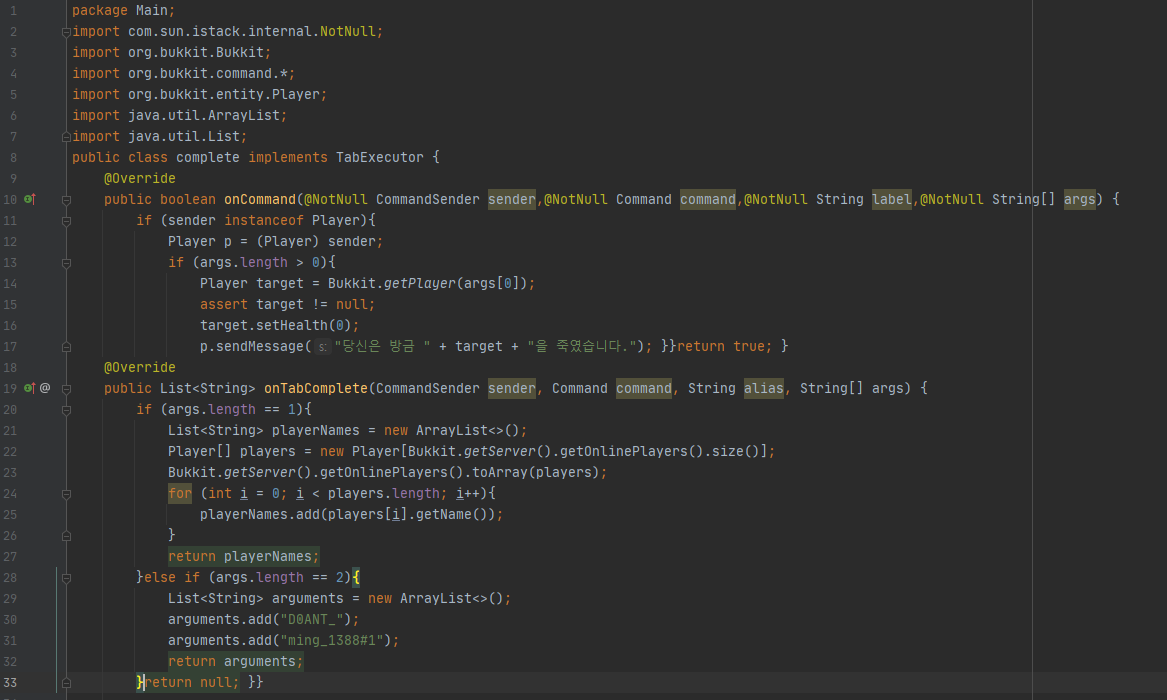 1 package Main;
2 import com.sun.istack.internal.NotNull;
3 import org.bukkit.Bukkit;
4 import org.bukkit.command.*;
5 import org.bukkit.entity.Player;
6 import java.util.ArrayList;
7 import java.util.List;
8 public class complete implements TabExecutor {
9 @Override
10 public boolean onCommand(@NotNull CommandSender sender,@NotNull Command command,@NotNull String label,@NotNull String[] args) {
11 if (sender instanceof Player){
12 Player p = (Player) sender;
13 if (args.length > 0){
14 Player target = Bukkit.getPlayer(args[0]);
15 assert target != null;
16 target.setHealth(0);
17 p.sendMessage( s: "당신은 방금 " + target + "을 죽였습니다."); }}return true; }
18 @Override
19 @ public List<String> onTabComplete(CommandSender sender, Command command, String alias, String[] args) {
20 if (args.length == 1){
21 List<String> playerNames = new ArrayList<>();
22 Player[] players = new Player[Bukkit.getServer().getOnlinePlayers().size()];
23 Bukkit.getServer().getOnlinePlayers().toArray(players);
24 for (int i = 0; i < players.length; i++){
25 playerNames.add(players[i].getName());
26 }
27 return playerNames;
28 }else if (args.length == 2){
29 List<String> arguments = new ArrayList<>();
30 arguments.add("D0ANT_");
31 arguments.add("ming_1388#1");
32 return arguments;
33 }return null; }}